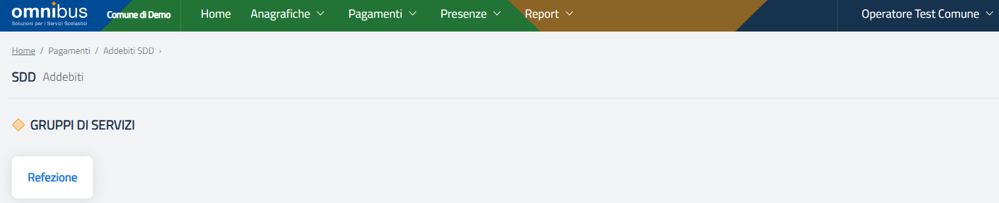 omnibus
Soluzioni per i Servizi Scolastici
Comune di Demo
Home
Anagrafiche
Pagamenti
Presenze
Report
Operatore Test Comune
Home / Pagamenti / Addebiti SDD ›
SDD Addebiti
GRUPPI DI SERVIZI
Refezione